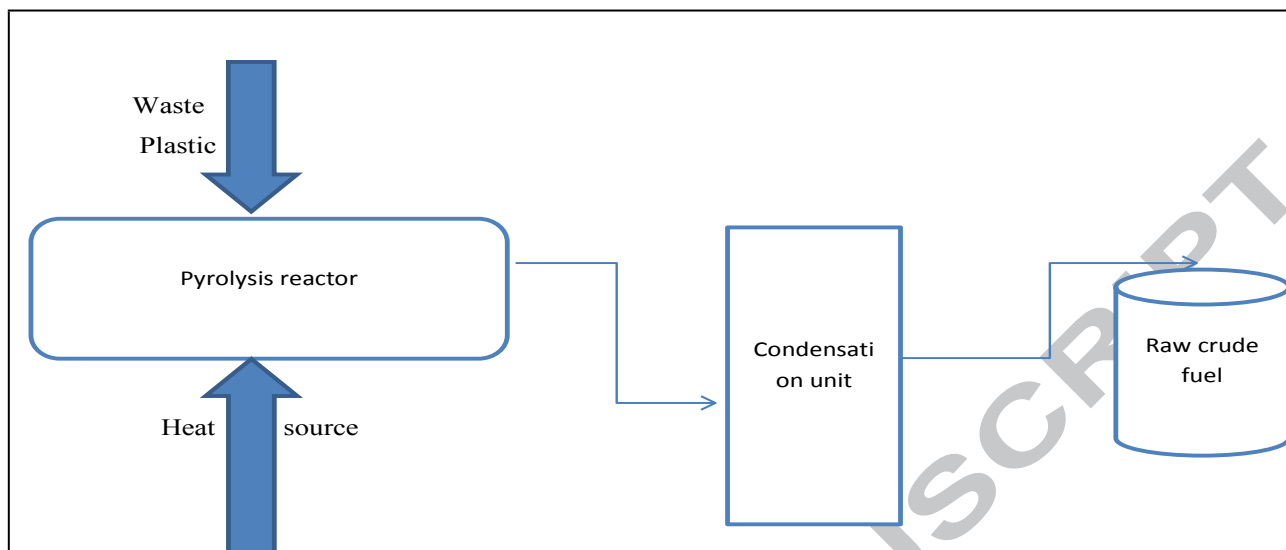 Waste
Plastic
Pyrolysis reactor
Condensati
on unit
Raw crude
fuel
Heat source